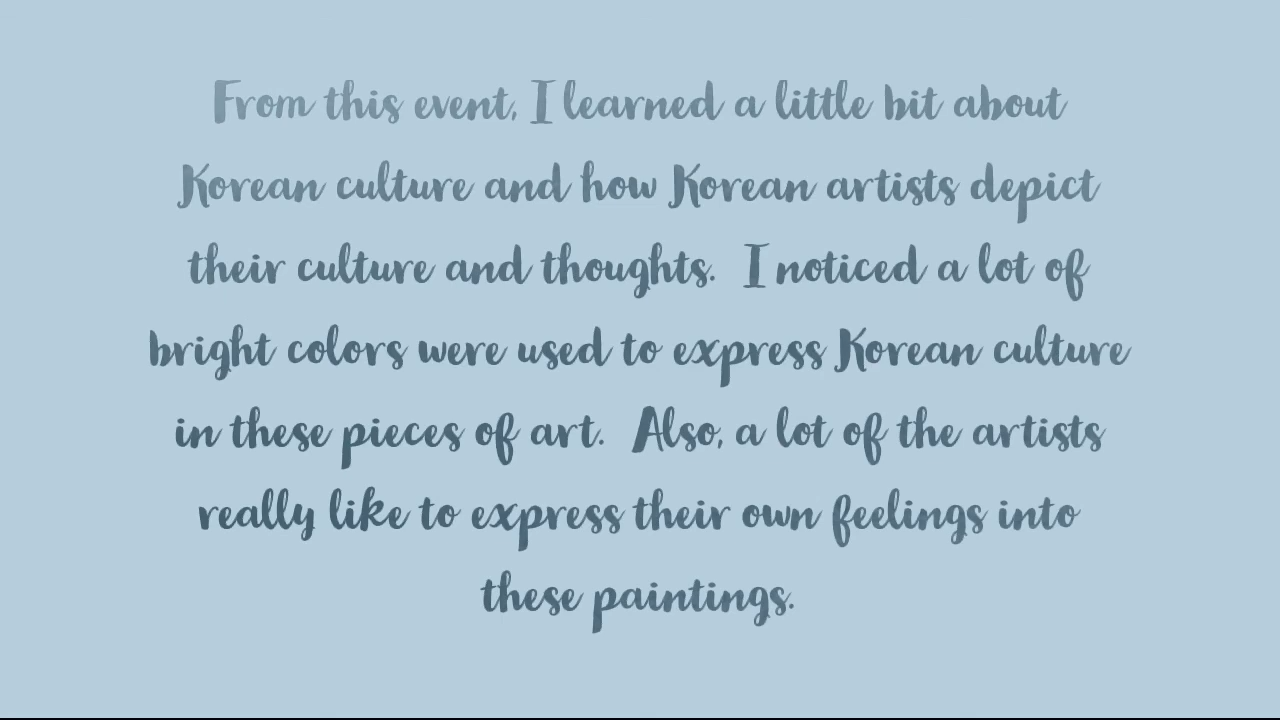 From this event, I learned a little bit about
Korean culture and how Korean artists depict
their culture and thoughts.  I noticed a lot of
bright colors were used to express Korean culture
in these pieces of art.  Also, a lot of the artists
really like to express their own feelings into
these paintings.